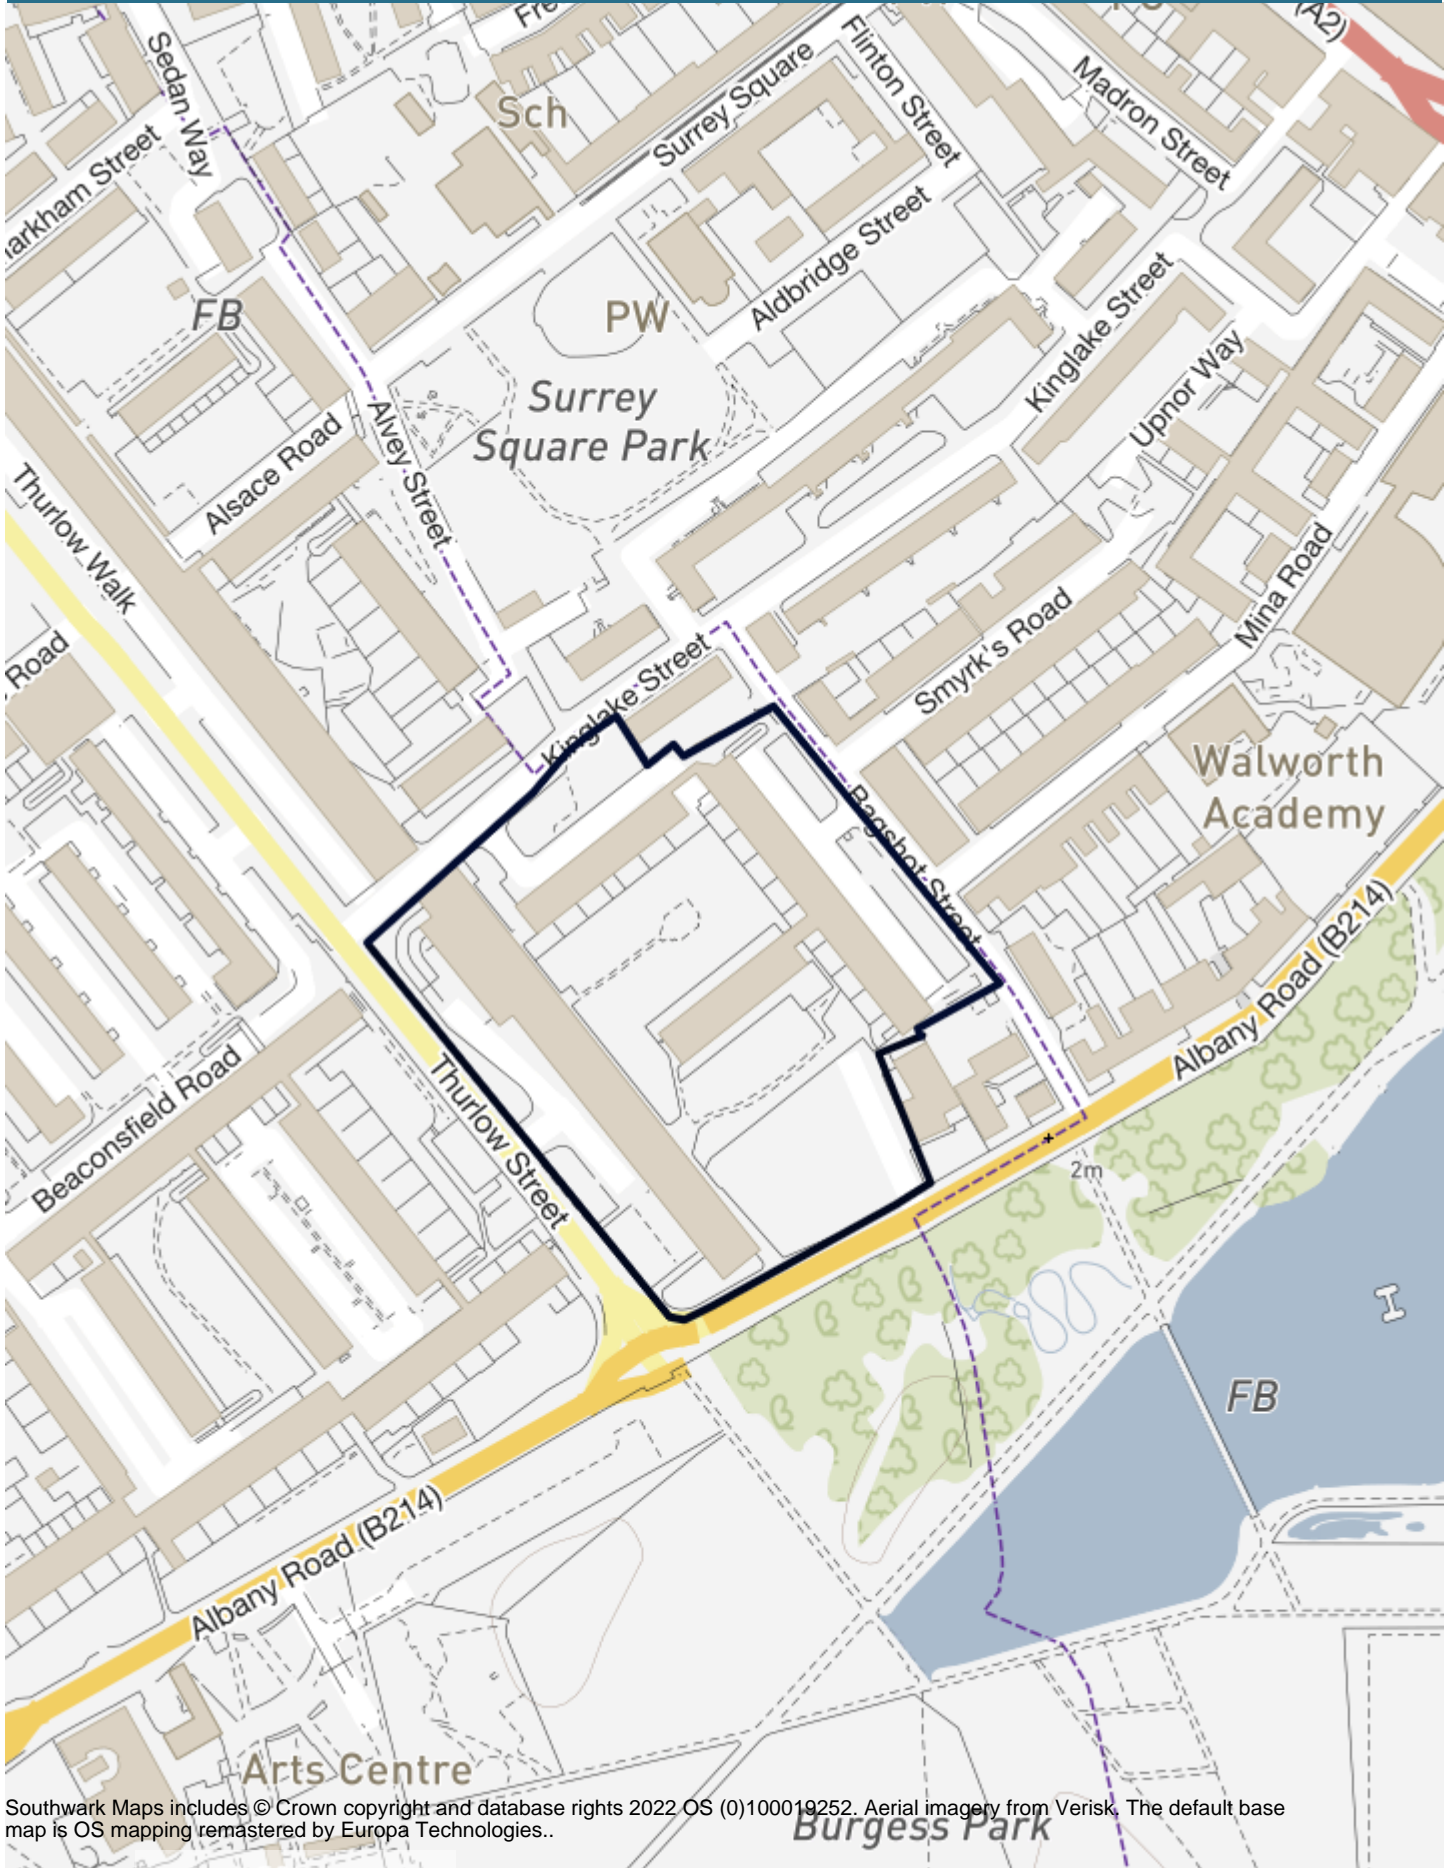 (A2)
Sedan Way
Sch
Surrey Square
Flinton Street
Madron Street
arkham Street
Aldbridge Street
FB
PW
Kinglake Street
Upnor Way
Surrey
Square Park
Alvey Street
Alsace Road
Thurlow Walk
Mina Road
Smyrk's Road
Road
Kinglake Street
Walworth
Academy
Bagshot Street
Albany Road (B214)
Beaconsfield Road
Thurlow Street
2m
FB
Albany Road (B214)
Arts Centre
Burgess Park
Southwark Maps includes © Crown copyright and database rights 2022 OS (0)100019252. Aerial imagery from Verisk. The default base
map is OS mapping remastered by Europa Technologies..